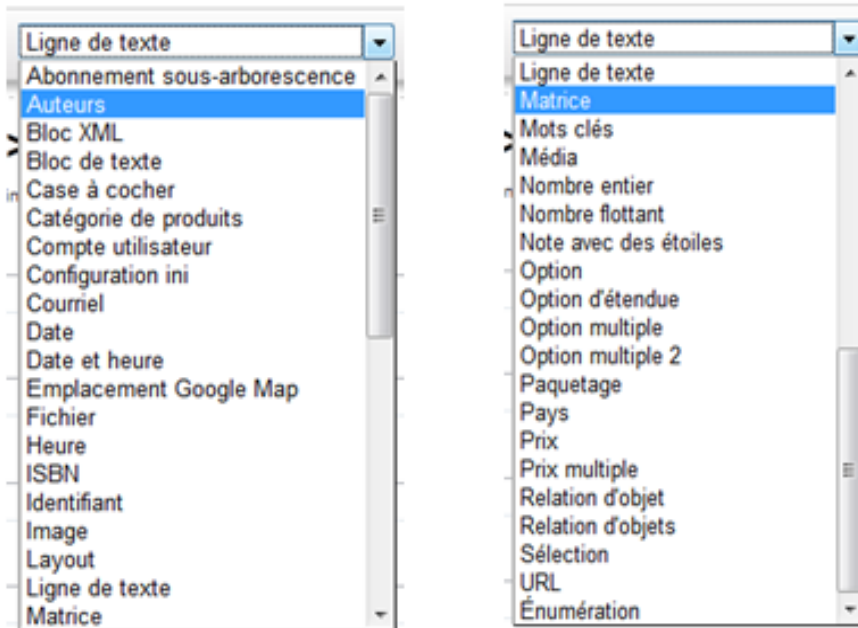 Ligne de texte
Abonnement sous-arborescence
Auteurs
Bloc XML
Bloc de texte
Case à cocher
Catégorie de produits
Compte utilisateur
Configuration ini
Courriel
Date
Date et heure
Emplacement Google Map
Fichier
Heure
ISBN
Identifiant
Image
Layout
Ligne de texte
Matrice
Ligne de texte
Ligne de texte
Matrice
Mots clés
Média
Nombre entier
Nombre flottant
Note avec des étoiles
Option
Option d'étendue
Option multiple
Option multiple 2
Paquetage
Pays
Prix
Prix multiple
Relation d'objet
Relation d'objets
Sélection
URL
Énumération